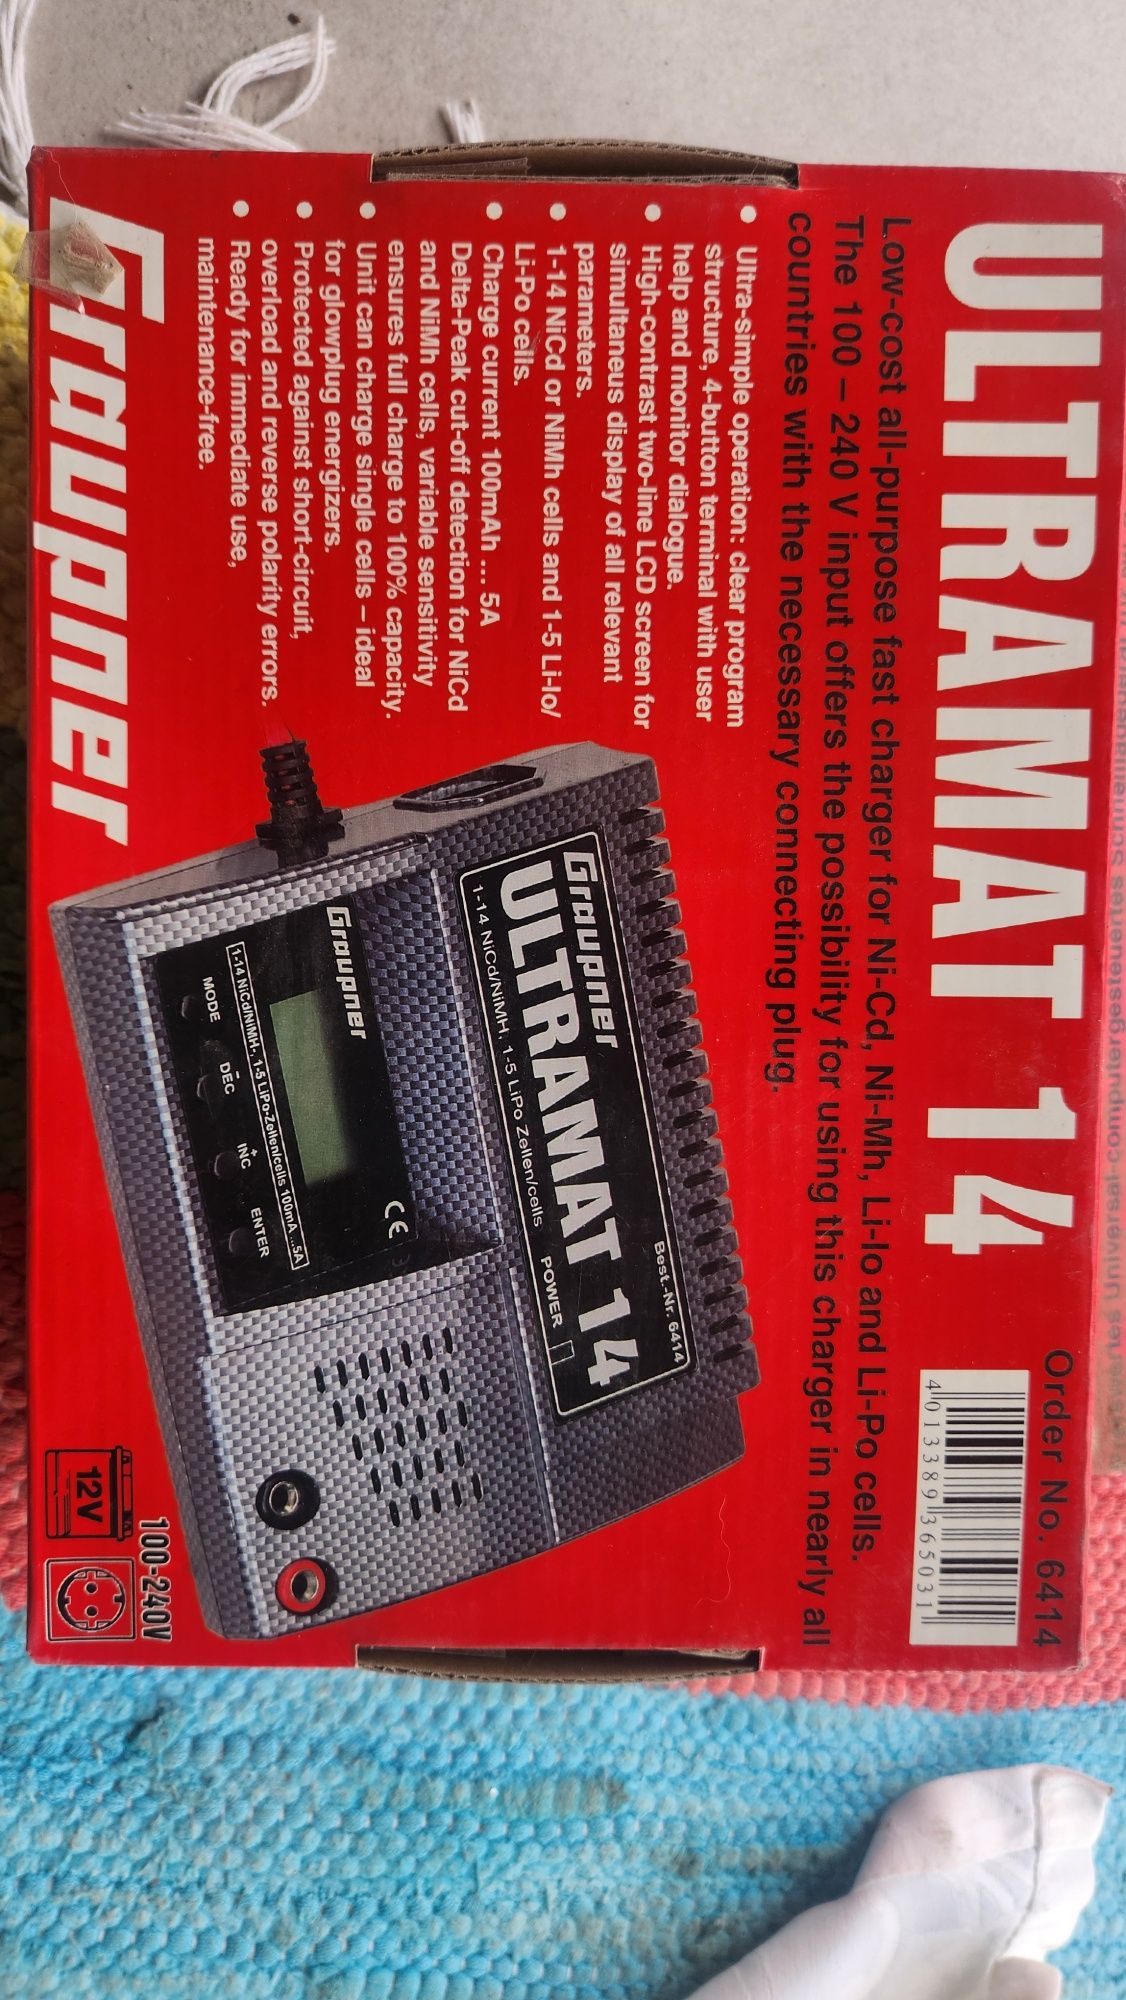 ULTRAMAT 14
Order No. 6414
4 013389 365031
Low-cost all-purpose fast charger for Ni-Cd, Ni-Mh, Li-Io and Li-Po cells.
The 100 – 240 V input offers the possibility for using this charger in nearly all
countries with the necessary connecting plug.
• Ultra-simple operation: clear program
structure, 4-button terminal with user
help and monitor dialogue.
• High-contrast two-line LCD screen for
simultaneus display of all relevant
parameters.
• 1-14 NiCd or NiMh cells and 1-5 Li-Io/
Li-Po cells.
• Charge current 100mAh ... 5A
Delta-Peak cut-off detection for NiCd
and NiMh cells, variable sensitivity
ensures full charge to 100% capacity.
• Unit can charge single cells – ideal
for glowplug energizers.
• Protected against short-circuit,
overload and reverse polarity errors.
• Ready for immediate use,
maintenance-free.
Graupner
Best.-Nr. 6414
Graupner
ULTRAMAT 14
1-14 NiCd/NiMH, 1-5 LiPo Zellen/cells
POWER
Graupner
CE
1-14 NiCd/NiMH-, 1-5 LiPo-Zellen/cells 100mA ...5A
MODE
- DEC
+ INC
ENTER
100-240V
12V